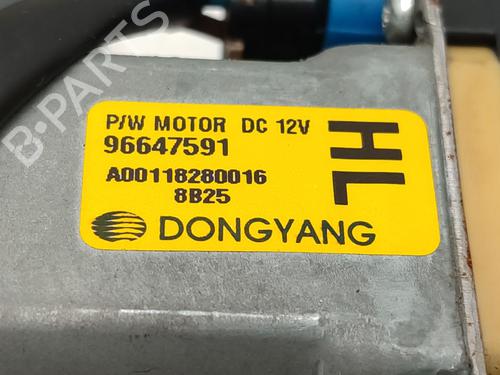 P/W MOTOR DC 12V
96647591
A00118280016
8B25
HL
DONGYANG
B-PARTS